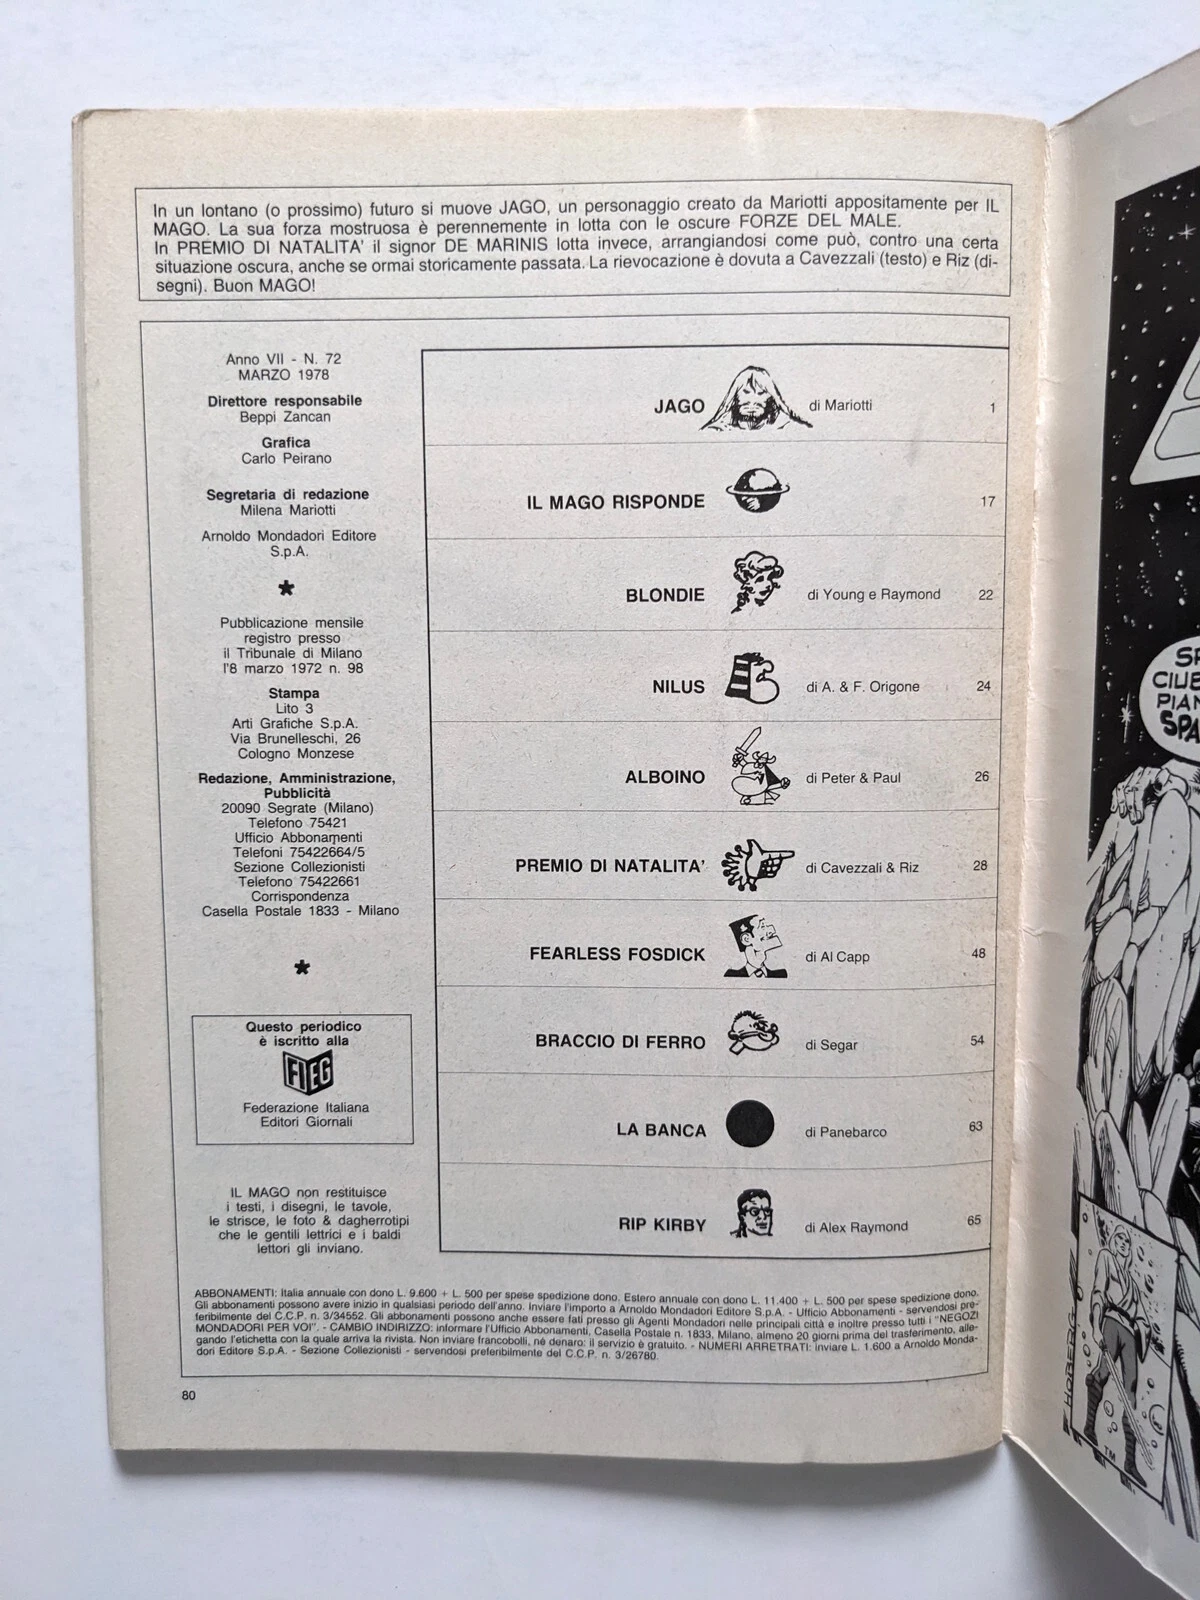 In un lontano (o prossimo) futuro si muove JAGO, un personaggio creato da Mariotti appositamente per IL
MAGO. La sua forza mostruosa è perennemente in lotta con le oscure FORZE DEL MALE.
In PREMIO DI NATALITA' il signor DE MARINIS lotta invece, arrangiandosi come può, contro una certa
situazione oscura, anche se ormai storicamente passata. La rievocazione è dovuta a Cavezzali (testo) e Riz (di-
segni). Buon MAGO!
Anno VII - N. 72
MARZO 1978
Direttore responsabile
Beppi Zancan
Grafica
Carlo Peirano
Segretaria di redazione
Milena Mariotti
Arnoldo Mondadori Editore
S.p.A.
*
Pubblicazione mensile
registro presso
il Tribunale di Milano
l'8 marzo 1972 n. 98
Stampa
Lito 3
Arti Grafiche S.p.A.
Via Brunelleschi, 26
Cologno Monzese
Redazione, Amministrazione,
Pubblicità
20090 Segrate (Milano)
Telefono 75421
Ufficio Abbonamenti
Telefoni 75422664/5
Sezione Collezionisti
Telefono 75422661
Corrispondenza
Casella Postale 1833 - Milano
*
Questo periodico
è iscritto alla
FIEG
Federazione Italiana
Editori Giornali
IL MAGO non restituisce
i testi, i disegni, le tavole,
le strisce, le foto & dagherrotipi
che le gentili lettrici e i baldi
lettori gli inviano.
JAGO di Mariotti 1
IL MAGO RISPONDE 17
BLONDIE di Young e Raymond 22
NILUS di A. & F. Origone 24
ALBOINO di Peter & Paul 26
PREMIO DI NATALITA' di Cavezzali & Riz 28
FEARLESS FOSDICK di Al Capp 48
BRACCIO DI FERRO di Segar 54
LA BANCA di Panebarco 63
RIP KIRBY di Alex Raymond 65
ABBONAMENTI: Italia annuale con dono L. 9.600 + L. 500 per spese spedizione dono. Estero annuale con dono L. 11.400 + L. 500 per spese spedizione dono.
Gli abbonamenti possono avere inizio in qualsiasi periodo dell'anno. Inviare l'importo a Arnoldo Mondadori Editore S.p.A. - Ufficio Abbonamenti - servendosi pre-
feribilmente del C.C.P. n. 3/34552. Gli abbonamenti possono anche essere fatti presso gli Agenti Mondadori nelle principali città e inoltre presso tutti i "NEGOZI
MONDADORI PER VOI". - CAMBIO INDIRIZZO: informare l'Ufficio Abbonamenti, Casella Postale n. 1833, Milano, almeno 20 giorni prima del trasferimento, alle-
gando l'etichetta con la quale arriva la rivista. Non inviare francobolli, nè denaro: il servizio è gratuito. - NUMERI ARRETRATI: inviare L. 1.600 a Arnoldo Monda-
dori Editore S.p.A. - Sezione Collezionisti - servendosi preferibilmente del C.C.P. n. 3/26780.
80
HOBERG
TM